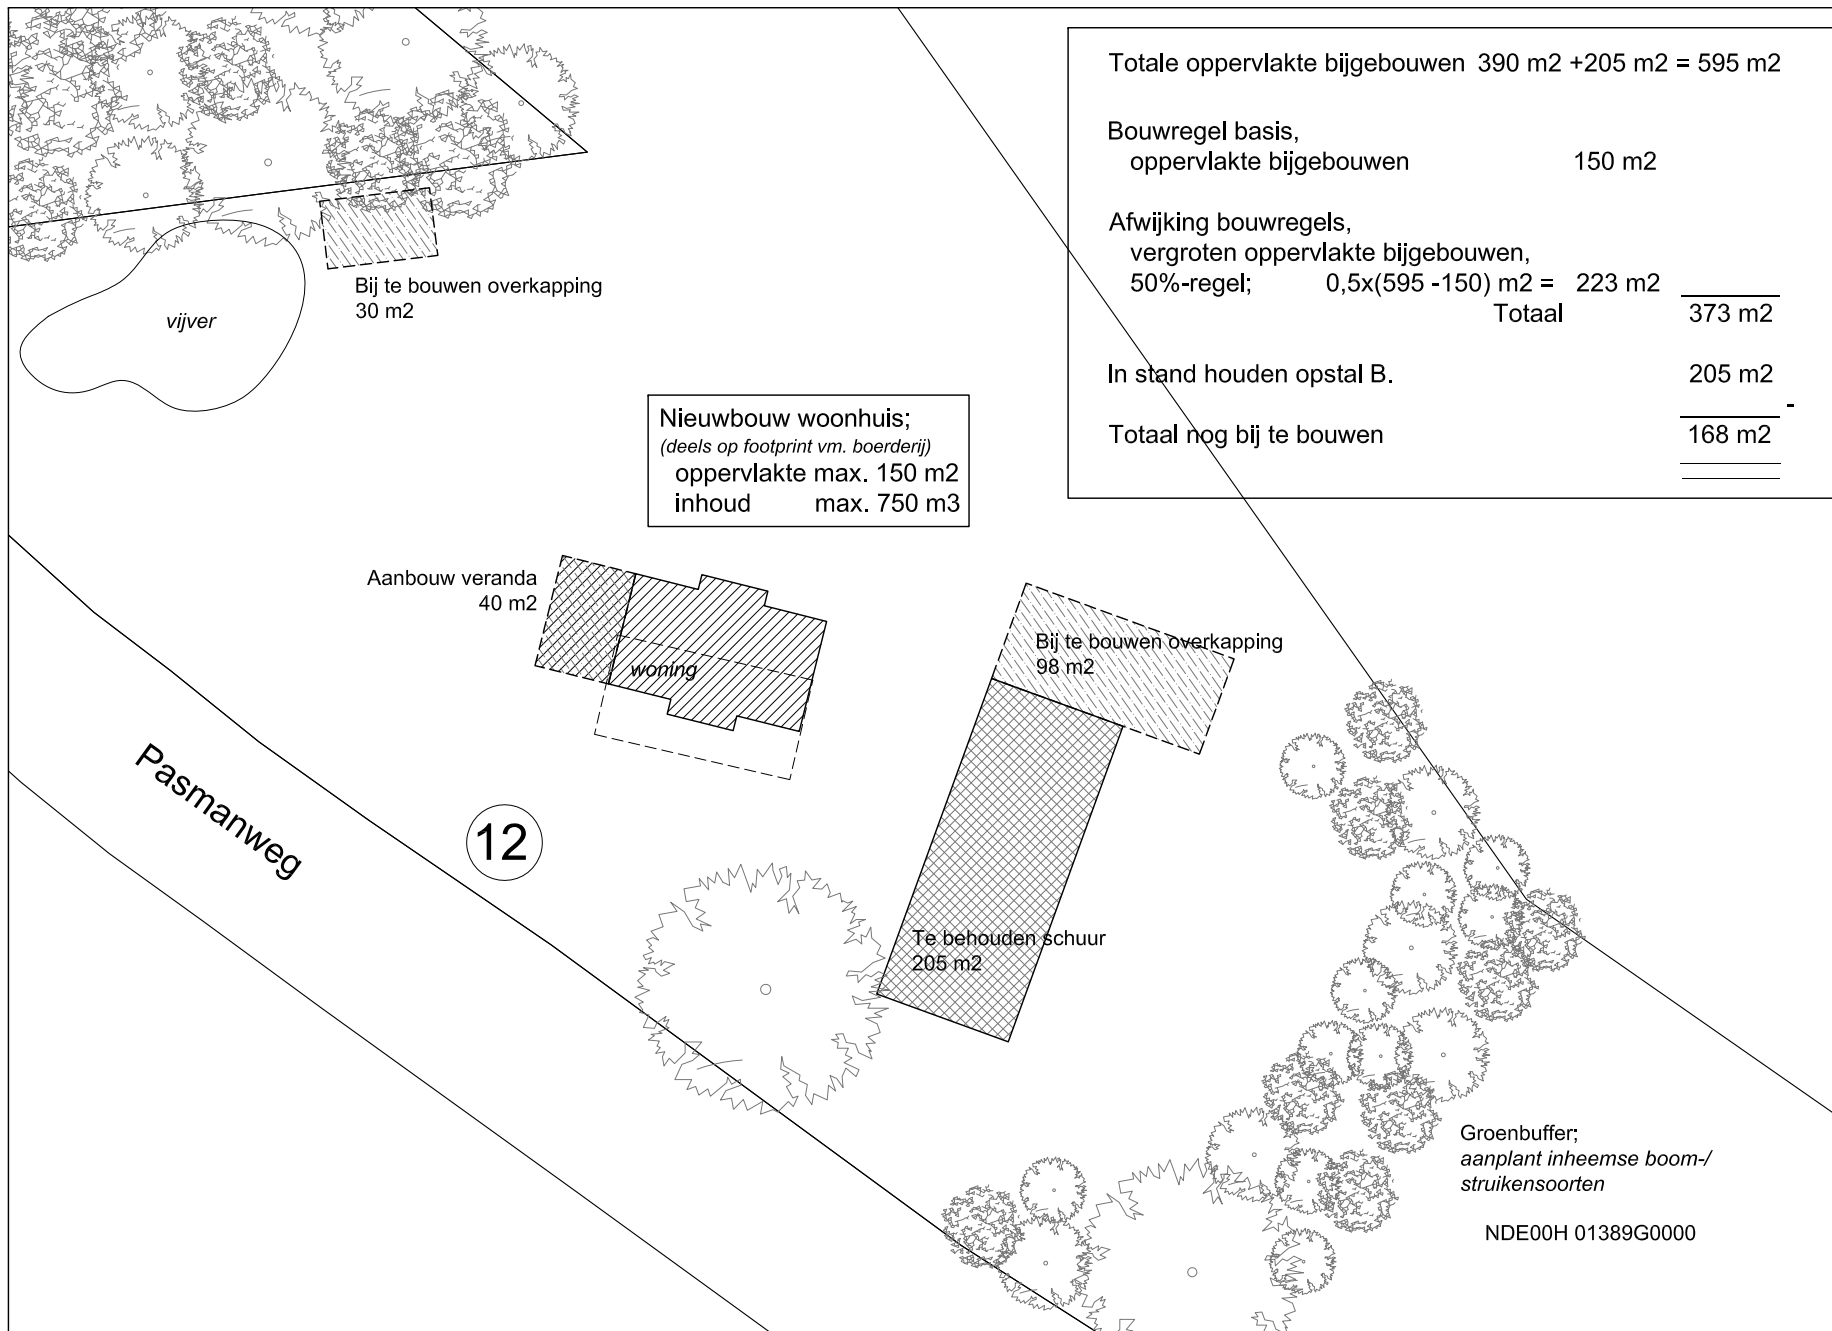 Totale oppervlakte bijgebouwen 390 m2 +205 m2 = 595 m2
Bouwregel basis,
oppervlakte bijgebouwen 150 m2
Afwijking bouwregels,
vergroten oppervlakte bijgebouwen,
50%-regel; 0,5x(595 -150) m2 = 223 m2
Totaal 373 m2
In stand houden opstal B. 205 m2
-
Totaal nog bij te bouwen 168 m2
Bij te bouwen overkapping
30 m2
vijver
Nieuwbouw woonhuis;
(deels op footprint vm. boerderij)
oppervlakte max. 150 m2
inhoud max. 750 m3
Aanbouw veranda
40 m2
woning
Bij te bouwen overkapping
98 m2
Pasmanweg
12
Te behouden schuur
205 m2
Groenbuffer;
aanplant inheemse boom-/
struikensoorten
NDE00H 01389G0000